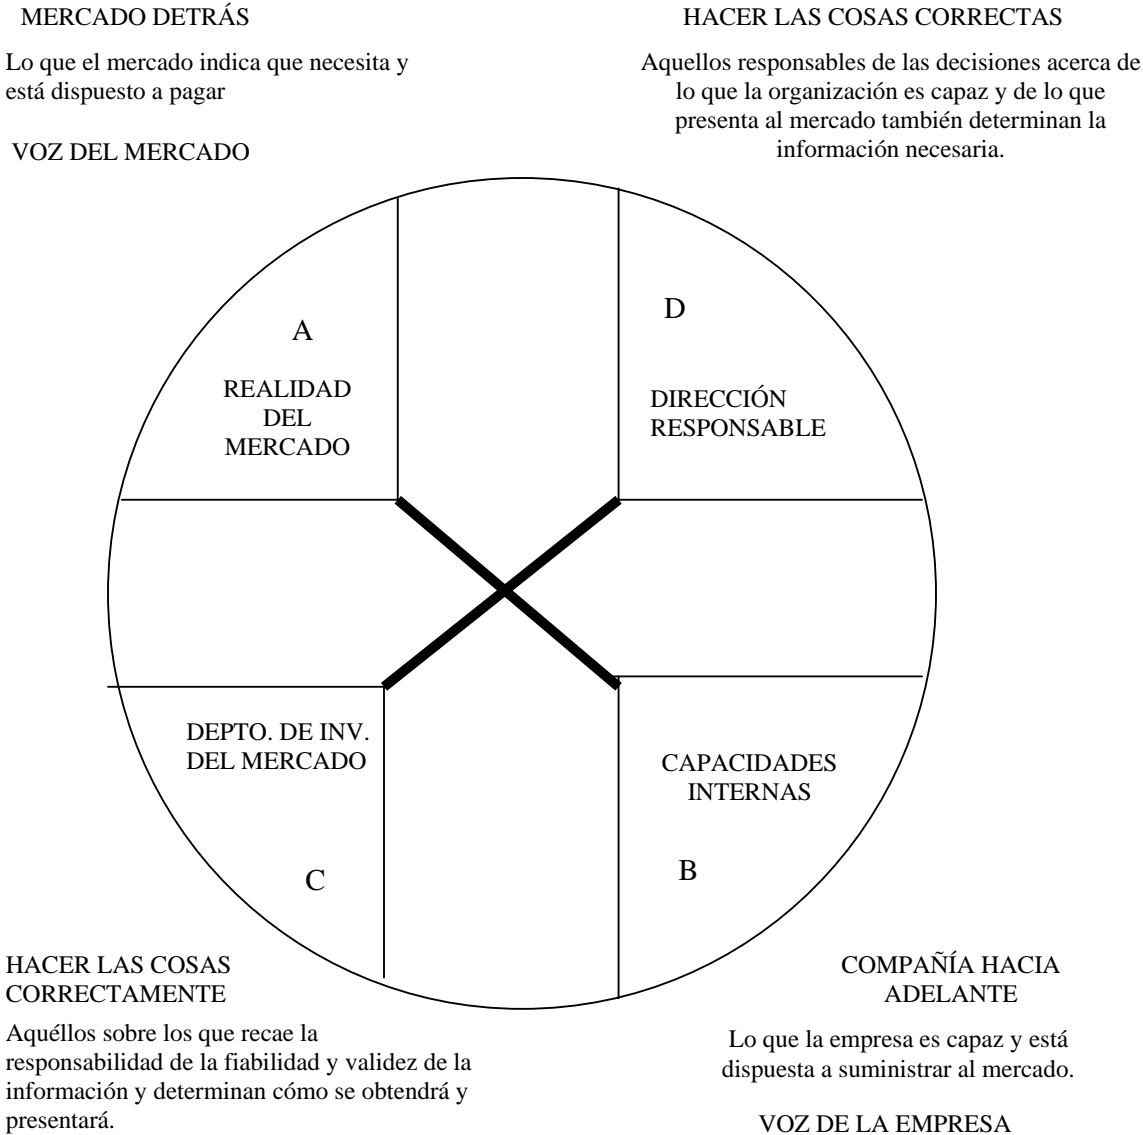 MERCADO DETRÁS
Lo que el mercado indica que necesita y
está dispuesto a pagar
VOZ DEL MERCADO
HACER LAS COSAS CORRECTAS
Aquellos responsables de las decisiones acerca de
lo que la organización es capaz y de lo que
presenta al mercado también determinan la
información necesaria.
A
REALIDAD
DEL
MERCADO
D
DIRECCIÓN
RESPONSABLE
DEPTO. DE INV.
DEL MERCADO
C
CAPACIDADES
INTERNAS
B
HACER LAS COSAS
CORRECTAMENTE
Aquéllos sobre los que recae la
responsabilidad de la fiabilidad y validez de la
información y determinan cómo se obtendrá y
presentará.
COMPAÑÍA HACIA
ADELANTE
Lo que la empresa es capaz y está
dispuesta a suministrar al mercado.
VOZ DE LA EMPRESA